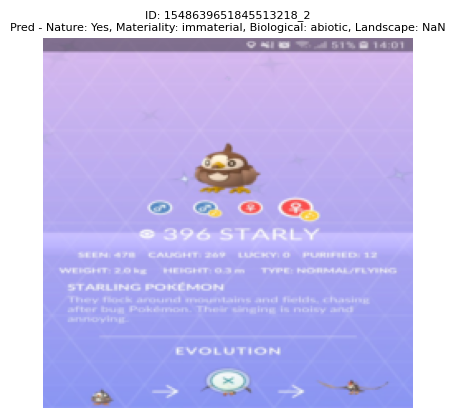 ID: 1548639651845513218_2
Pred - Nature: Yes, Materiality: immaterial, Biological: abiotic, Landscape: NaN
51% 14:01
396 STARLY
SEEN: 478 CAUGHT: 269 LUCKY: 0 PURIFIED: 12
WEIGHT: 2.0 kg HEIGHT: 0.3 m TYPE: NORMAL/FLYING
STARLING POKÉMON
They flock around mountains and fields, chasing
after bug Pokémon. Their singing is noisy and
annoying.
EVOLUTION